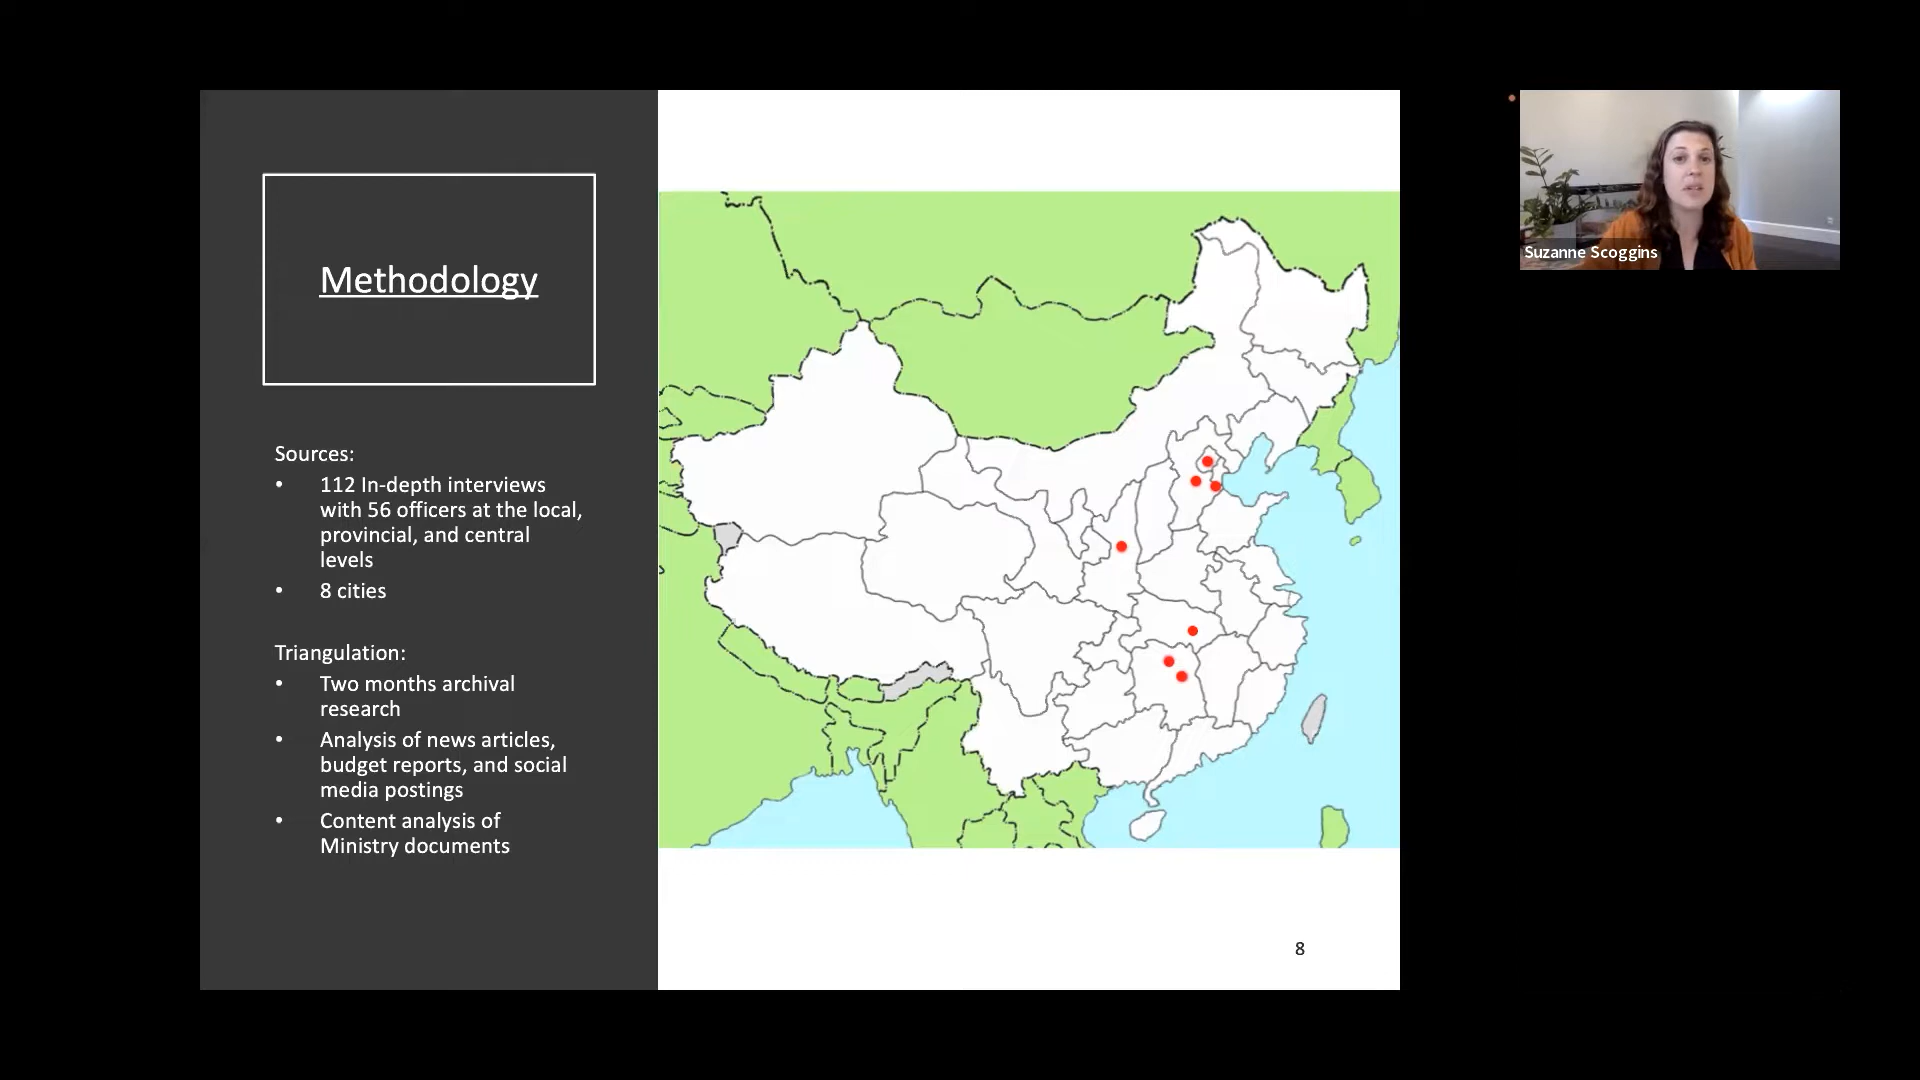 Methodology
Sources:
• 112 In-depth interviews
with 56 officers at the local,
provincial, and central
levels
• 8 cities
Triangulation:
• Two months archival
research
• Analysis of news articles,
budget reports, and social
media postings
• Content analysis of
Ministry documents
8
Suzanne Scoggins